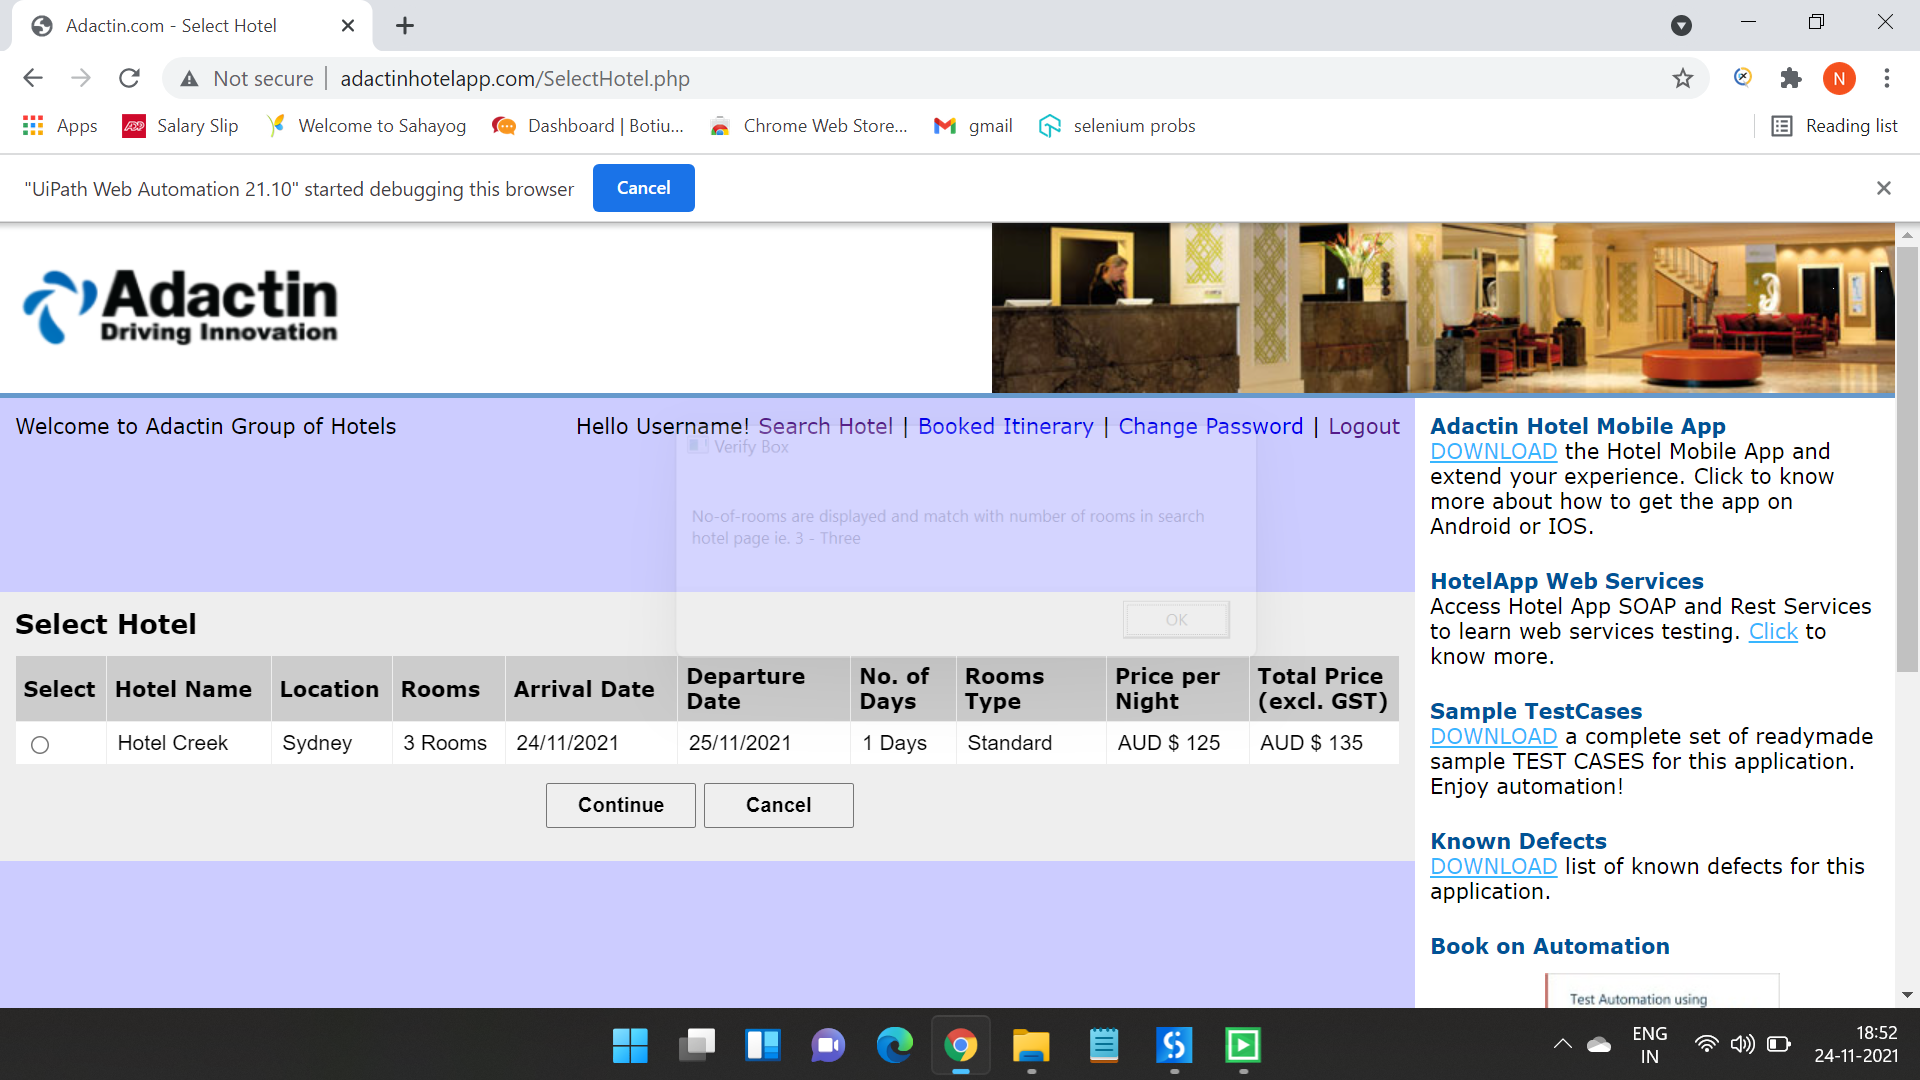 Adactin.com - Select Hotel
Not secure
adactinhotelapp.com/SelectHotel.php
N
Apps
ADP
Salary Slip
Welcome to Sahayog
Dashboard | Botiu...
Chrome Web Store...
gmail
selenium probs
Reading list
"UiPath Web Automation 21.10" started debugging this browser
Cancel
Adactin
Driving Innovation
Welcome to Adactin Group of Hotels
Hello Username! Search Hotel | Booked Itinerary | Change Password | Logout
Verify Box
No-of-rooms are displayed and match with number of rooms in search
hotel page ie. 3 - Three
OK
Select Hotel
Select Hotel Name Location Rooms Arrival Date Departure Date No. of Days Rooms Type Price per Night Total Price (excl. GST)
Hotel Creek Sydney 3 Rooms 24/11/2021 25/11/2021 1 Days Standard AUD $ 125 AUD $ 135
Continue
Cancel
Adactin Hotel Mobile App
DOWNLOAD the Hotel Mobile App and
extend your experience. Click to know
more about how to get the app on
Android or IOS.
HotelApp Web Services
Access Hotel App SOAP and Rest Services
to learn web services testing. Click to
know more.
Sample TestCases
DOWNLOAD a complete set of readymade
sample TEST CASES for this application.
Enjoy automation!
Known Defects
DOWNLOAD list of known defects for this
application.
Book on Automation
Test Automation using
ENG
IN
18:52
24-11-2021